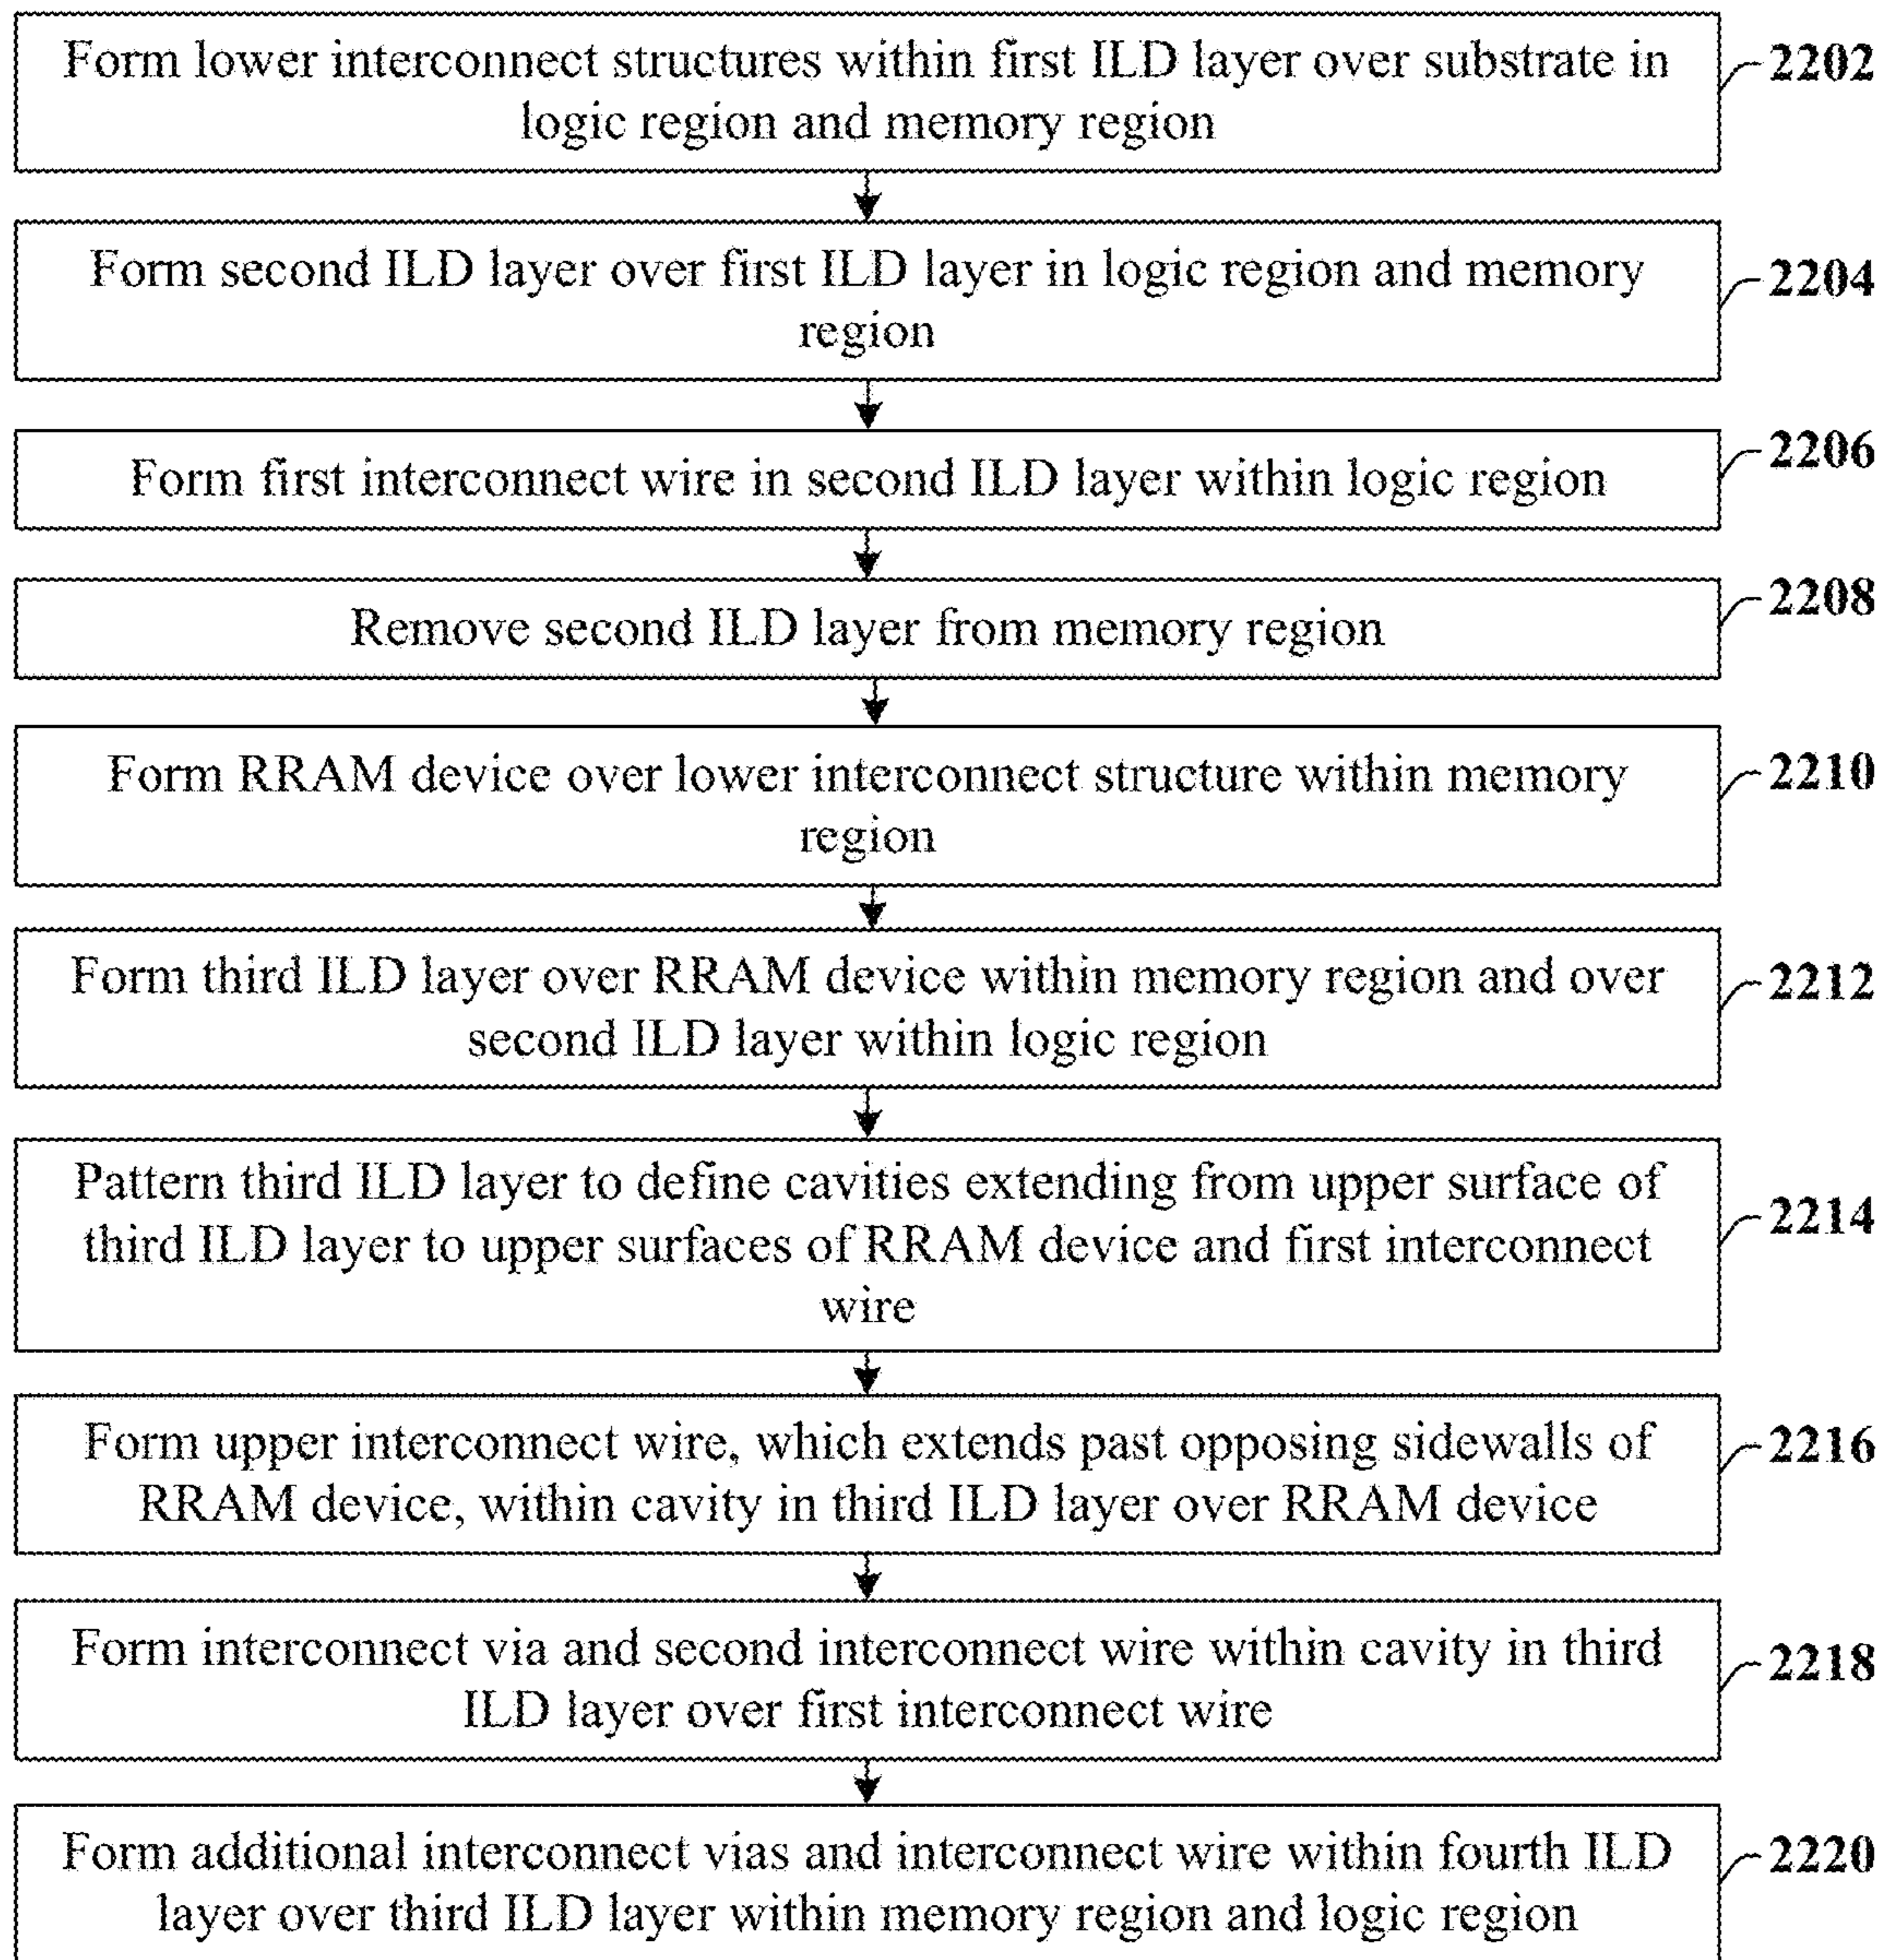 Form lower interconnect structures within first ILD layer over substrate in
logic region and memory region
2202
Form second ILD layer over first ILD layer in logic region and memory
region
2204
Form first interconnect wire in second ILD layer within logic region
2206
Remove second ILD layer from memory region
2208
Form RRAM device over lower interconnect structure within memory
region
2210
Form third ILD layer over RRAM device within memory region and over
second ILD layer within logic region
2212
Pattern third ILD layer to define cavities extending from upper surface of
third ILD layer to upper surfaces of RRAM device and first interconnect
wire
2214
Form upper interconnect wire, which extends past opposing sidewalls of
RRAM device, within cavity in third ILD layer over RRAM device
2216
Form interconnect via and second interconnect wire within cavity in third
ILD layer over first interconnect wire
2218
Form additional interconnect vias and interconnect wire within fourth ILD
layer over third ILD layer within memory region and logic region
2220